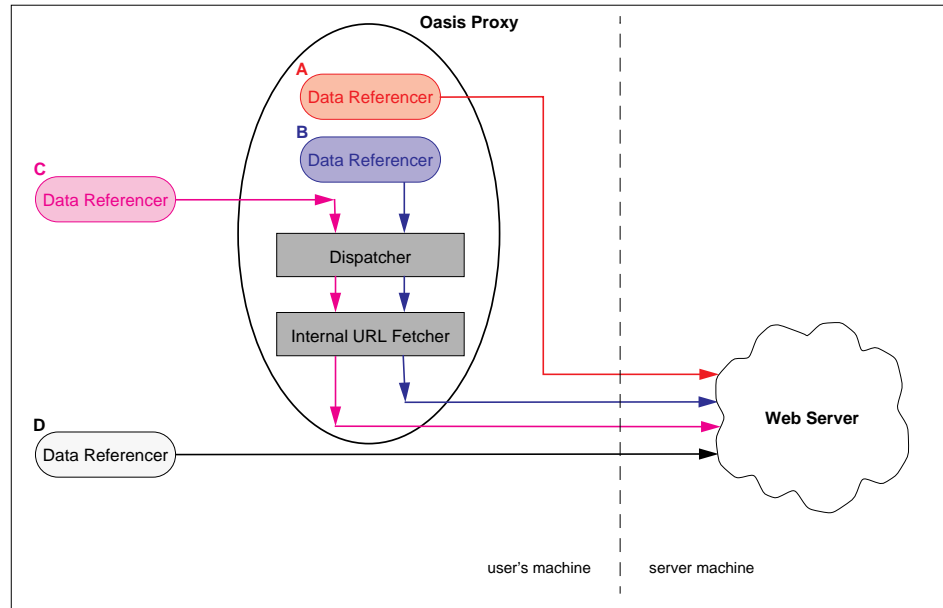 Oasis Proxy
A
Data Referencer
B
Data Referencer
C
Data Referencer
Dispatcher
Internal URL Fetcher
Web Server
D
Data Referencer
user's machine
server machine